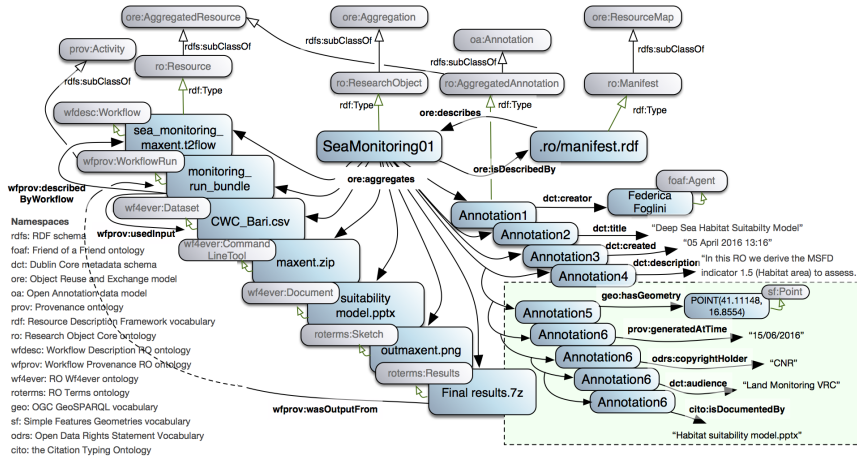 ore:AggregatedResource
ore:Aggregation
ore:ResourceMap
oa:Annotation
prov:Activity
rdfs:subClassOf
rdfs:subClassOf
rdfs:subClassOf
rdfs:subClassOf
rdfs:subClassOf
rdfs:subClassOf
ro:Resource
ro:ResearchObject
ro:AggregatedAnnotation
ro:Manifest
rdf:Type
rdf:Type
rdf:Type
rdf:Type
wfdesc:Workflow
ore:describes
sea_monitoring_
maxent.t2flow
SeaMonitoring01
.ro/manifest.rdf
wfprov:WorkflowRun
ore:isDescribedBy
monitoring_
run_bundle
ore:aggregates
foaf:Agent
wfprov:described
ByWorkflow
dct:creator
Federica
Foglini
wf4ever:Dataset
Annotation1
CWC_Bari.csv
Namespaces
wfprov:usedInput
dct:title
"Deep Sea Habitat Suitabilty Model"
Annotation2
rdfs: RDF schema
wf4ever:Command
LineTool
dct:created
"05 April 2016 13:16"
foaf: Friend of a Friend ontology
Annotation3
dct: Dublin Core metadata schema
maxent.zip
dct:description
"In this RO we derive the MSFD
indicator 1.5 (Habitat area) to assess.
Annotation4
ore: Object Reuse and Exchange model
oa: Open Annotation data model
wf4ever:Document
geo:hasGeometry
sf:Point
prov: Provenance ontology
suitability
model.pptx
POINT(41.11148,
16.8554)
Annotation5
rdf: Resource Description Framework vocabulary
ro: Research Object Core ontology
roterms:Sketch
prov:generatedAtTime
"15/06/2016"
Annotation6
wfdesc: Workflow Description RO ontology
outmaxent.png
wfprov: Workflow Provenance RO ontology
odrs:copyrightHolder
"CNR"
Annotation6
wf4ever: RO Wf4ever ontology
roterms:Results
dct:audience
"Land Monitoring VRC"
Annotation6
roterms: RO Terms ontology
Final results.7z
geo: OGC GeoSPARQL vocabulary
wfprov:wasOutputFrom
cito:isDocumentedBy
Annotation6
sf: Simple Features Geometries vocabulary
odrs: Open Data Rights Statement Vocabulary
"Habitat suitability model.pptx"
cito: the Citation Typing Ontology